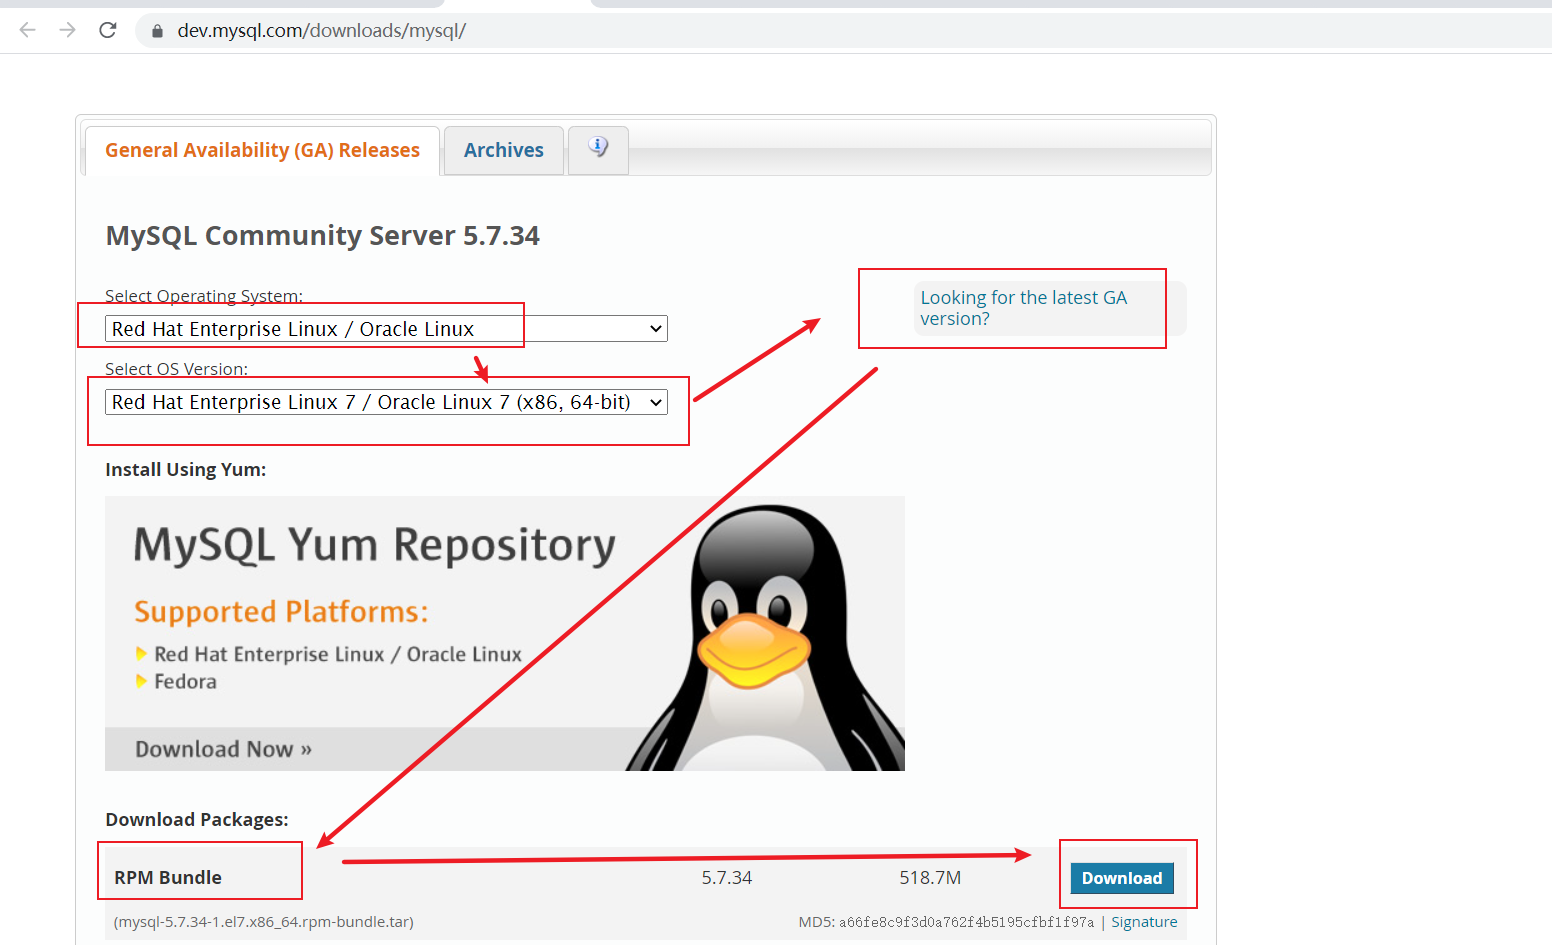 dev.mysql.com/downloads/mysql/
General Availability (GA) Releases
Archives
MySQL Community Server 5.7.34
Select Operating System:
Looking for the latest GA
version?
Red Hat Enterprise Linux / Oracle Linux
Select OS Version:
Red Hat Enterprise Linux 7 / Oracle Linux 7 (x86, 64-bit)
Install Using Yum:
MySQL Yum Repository
Supported Platforms:
Red Hat Enterprise Linux / Oracle Linux
Fedora
Download Now »
Download Packages:
RPM Bundle 5.7.34 518.7M Download
(mysql-5.7.34-1.el7.x86_64.rpm-bundle.tar) MD5: a66fe8c9f3d0a762f4b5195cfbf1f97a | Signature